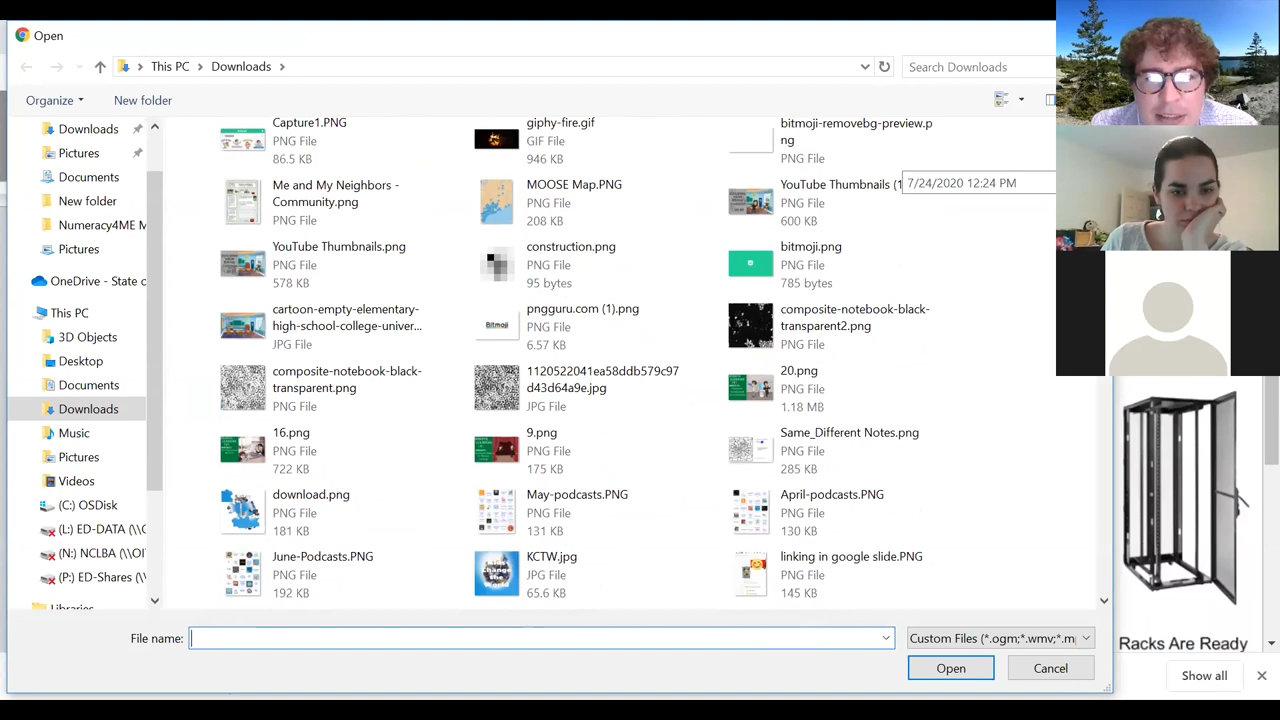 Open
This PC > Downloads >
Search Downloads
Organize
New folder
Downloads
Pictures
Documents
New folder
Numeracy4ME M
Pictures
OneDrive - State c
This PC
3D Objects
Desktop
Documents
Downloads
Music
Pictures
Videos
(C:) OSDisk
(L:) ED-DATA (\\C
(N:) NCLBA (\\OI
(P:) ED-Shares (\\
Libraries
Capture1.PNG
PNG File
86.5 KB
giphy-fire.gif
GIF File
946 KB
bitmoji-removebg-preview.p
ng
PNG File
Me and My Neighbors -
Community.png
PNG File
MOOSE Map.PNG
PNG File
208 KB
YouTube Thumbnails (1
PNG File
600 KB
7/24/2020 12:24 PM
YouTube Thumbnails.png
PNG File
578 KB
construction.png
PNG File
95 bytes
bitmoji.png
PNG File
785 bytes
cartoon-empty-elementary-
high-school-college-univer...
JPG File
Bitmoji
pngguru.com (1).png
PNG File
6.57 KB
composite-notebook-black-
transparent2.png
PNG File
composite-notebook-black-
transparent.png
PNG File
1120522041ea58ddb579c97
d43d64a9e.jpg
JPG File
20.png
PNG File
1.18 MB
16.png
PNG File
722 KB
9.png
PNG File
175 KB
Same_Different Notes.png
PNG File
285 KB
download.png
PNG File
181 KB
May-podcasts.PNG
PNG File
131 KB
April-podcasts.PNG
PNG File
130 KB
June-Podcasts.PNG
PNG File
192 KB
KCTW.jpg
JPG File
65.6 KB
linking in google slide.PNG
PNG File
145 KB
File name:
Custom Files (*.ogm;*.wmv;*.m
Open
Cancel
Racks Are Ready
Show all